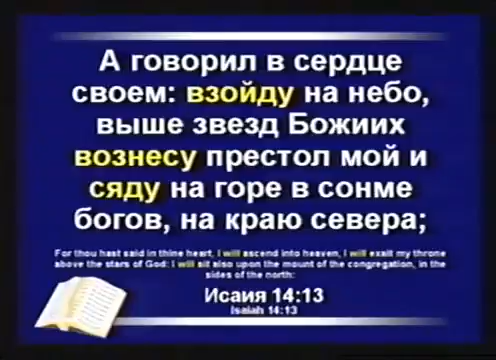 А говорил в сердце
своем: взойду на небо,
выше звезд Божиих
вознесу престол мой и
сяду на горе в сонме
богов, на краю севера;
For thou hast said in thine heart, I will ascend into heaven, I will exalt my throne
above the stars of God: I will sit also upon the mount of the congregation, in the
sides of the north:
Исаия 14:13
Isaiah 14:13